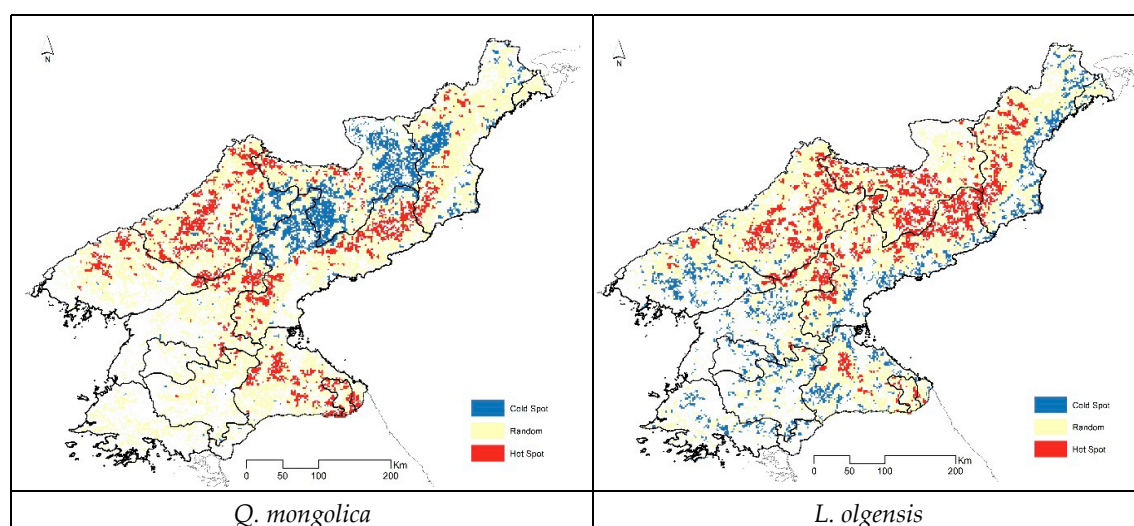 N
Cold Spot
Random
Hot Spot
Km
0 50 100 200
Q. mongolica
N
Cold Spot
Random
Hot Spot
Km
0 50 100 200
L. olgensis